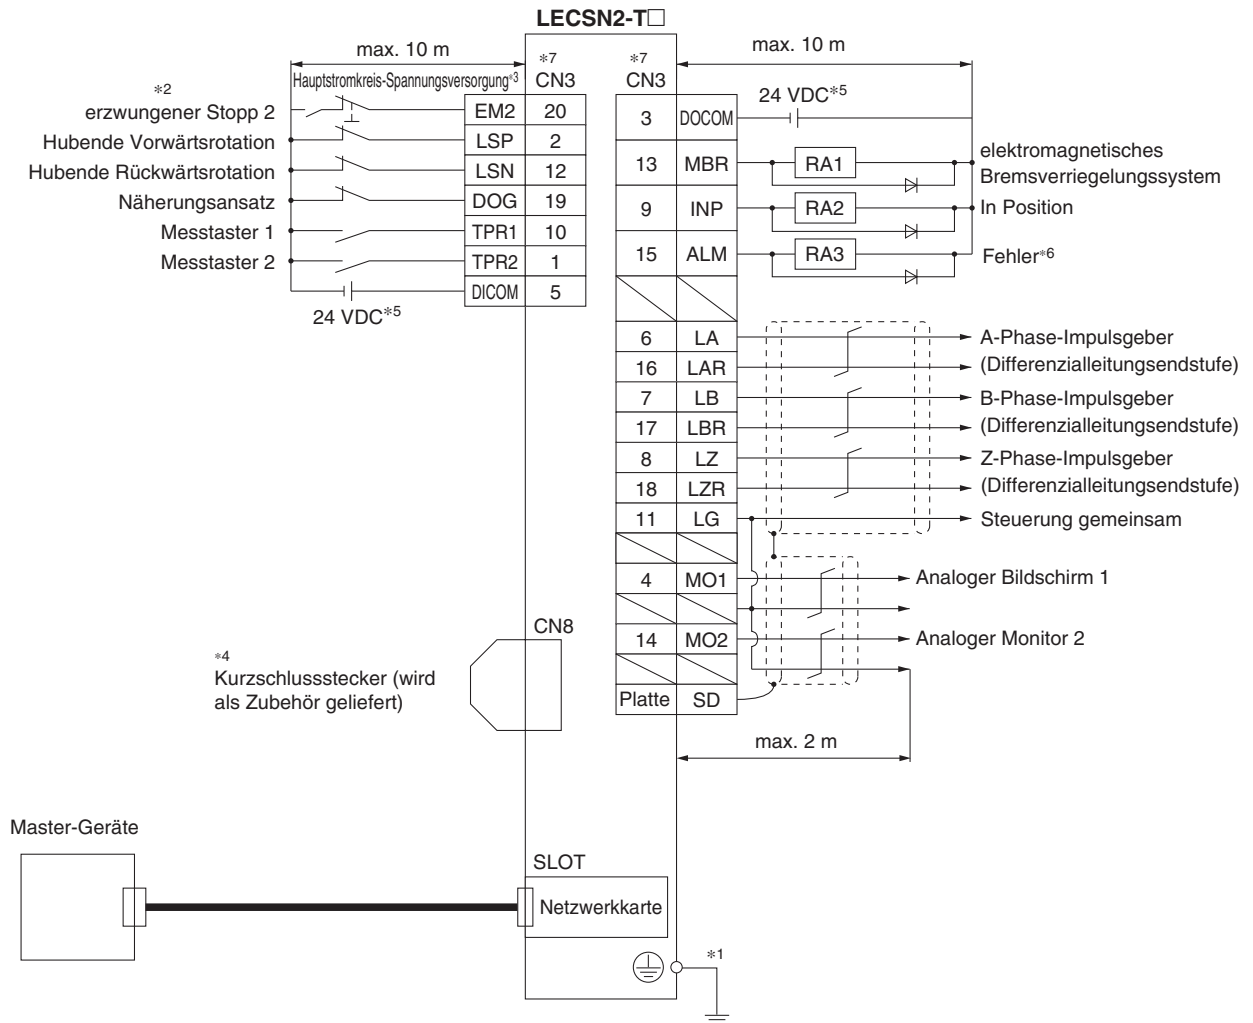 LECSN2-T□
max. 10 m
max. 10 m
*7
CN3
*7
CN3
Hauptstromkreis-Spannungsversorgung*3
*2
erzwungener Stopp 2
EM2 20
Hubende Vorwärtsrotation
LSP 2
Hubende Rückwärtsrotation
LSN 12
Näherungsansatz
DOG 19
Messtaster 1
TPR1 10
Messtaster 2
TPR2 1
DICOM 5
24 VDC*5
24 VDC*5
3 DOCOM
13 MBR
RA1
elektromagnetisches
Bremsverriegelungssystem
9 INP
RA2
In Position
15 ALM
RA3
Fehler*6
6 LA
A-Phase-Impulsgeber
16 LAR
(Differenzialleitungsendstufe)
7 LB
B-Phase-Impulsgeber
17 LBR
(Differenzialleitungsendstufe)
8 LZ
Z-Phase-Impulsgeber
18 LZR
(Differenzialleitungsendstufe)
11 LG
Steuerung gemeinsam
4 MO1
Analoger Bildschirm 1
14 MO2
Analoger Monitor 2
Platte SD
max. 2 m
CN8
*4
Kurzschlussstecker (wird
als Zubehör geliefert)
Master-Geräte
SLOT
Netzwerkkarte
*1